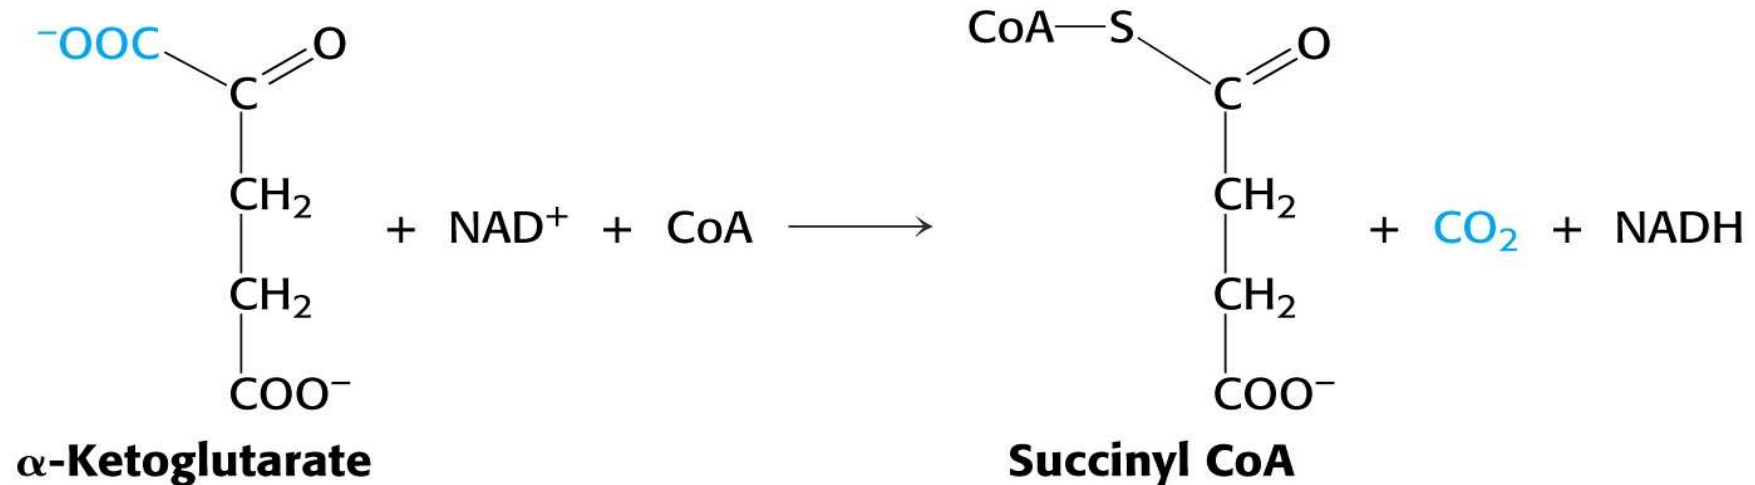 ⁻OOC O CoA—S O
C C
CH₂ + NAD⁺ + CoA ⟶ CH₂ + CO₂ + NADH
CH₂ CH₂
COO⁻ COO⁻
α-Ketoglutarate Succinyl CoA